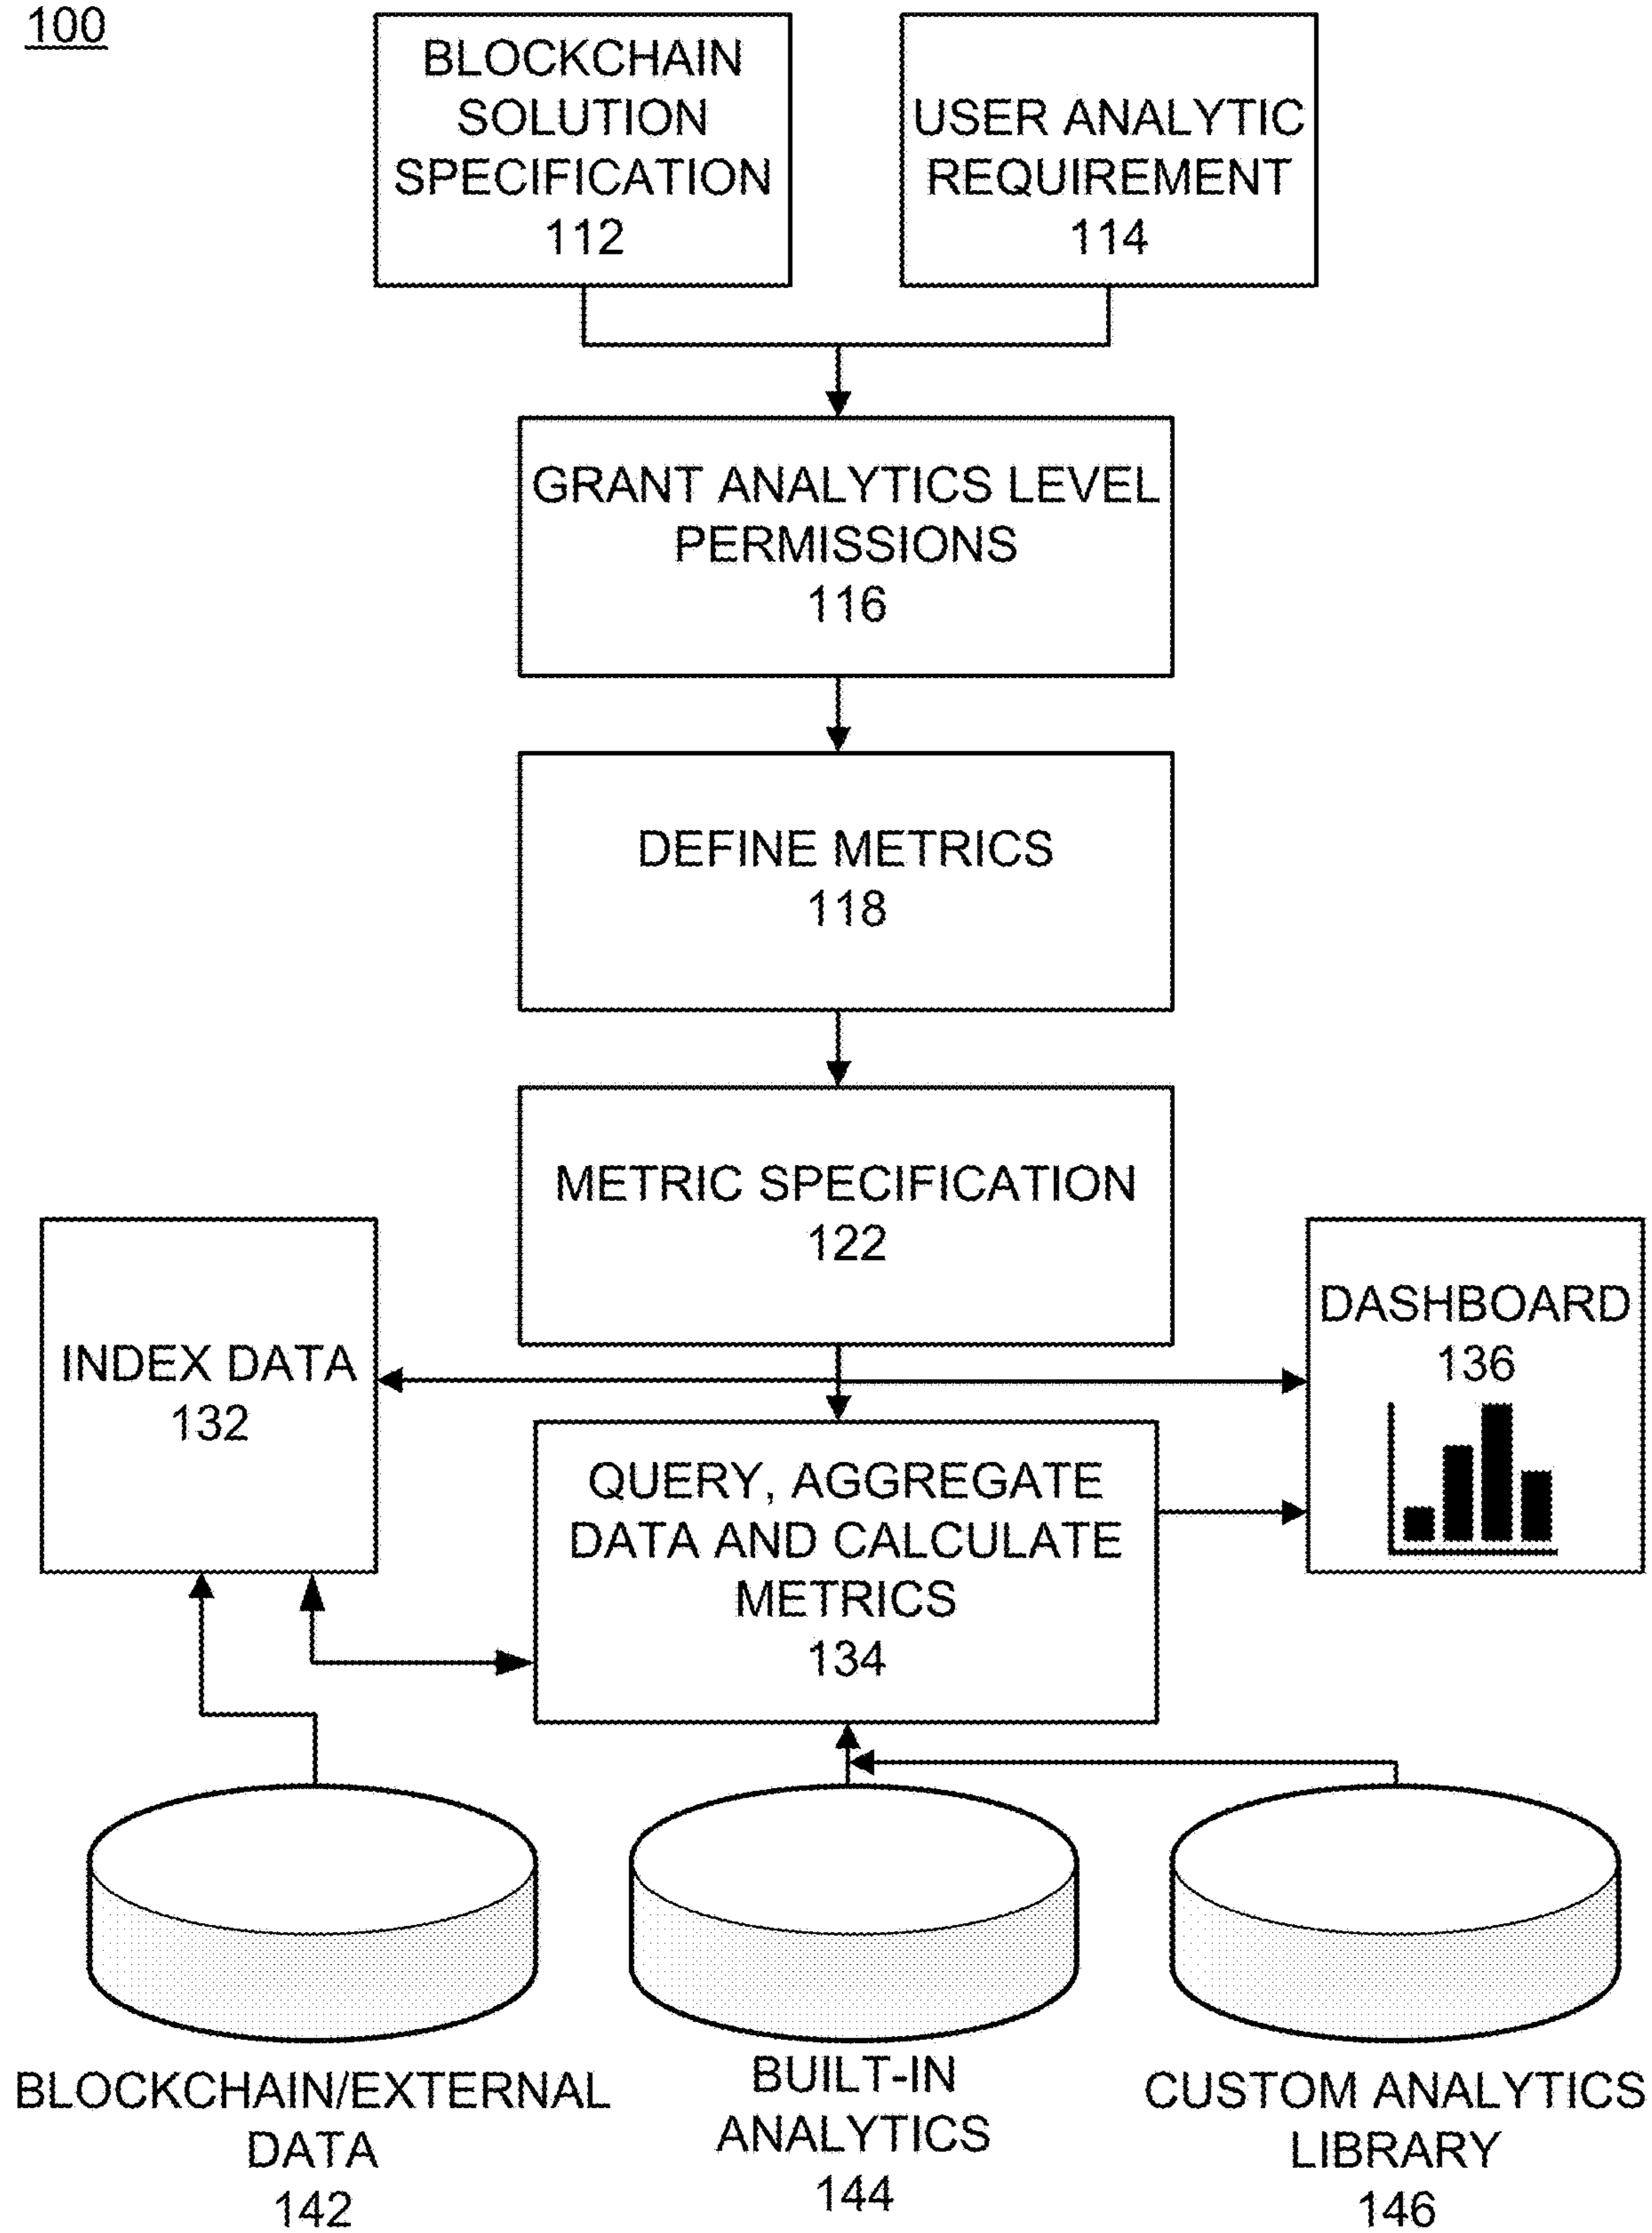 100
BLOCKCHAIN
SOLUTION
SPECIFICATION
112
USER ANALYTIC
REQUIREMENT
114
GRANT ANALYTICS LEVEL
PERMISSIONS
116
DEFINE METRICS
118
METRIC SPECIFICATION
122
INDEX DATA
132
DASHBOARD
136
QUERY, AGGREGATE
DATA AND CALCULATE
METRICS
134
BLOCKCHAIN/EXTERNAL
DATA
142
BUILT-IN
ANALYTICS
144
CUSTOM ANALYTICS
LIBRARY
146